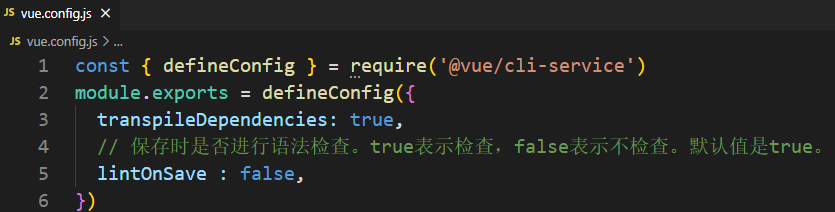 JS vue.config.js ×
JS vue.config.js > ...
1 const { defineConfig } = require('@vue/cli-service')
2 module.exports = defineConfig({
3   transpileDependencies: true,
4   // 保存时是否进行语法检查。true表示检查，false表示不检查。默认值是true。
5   lintOnSave : false,
6 })